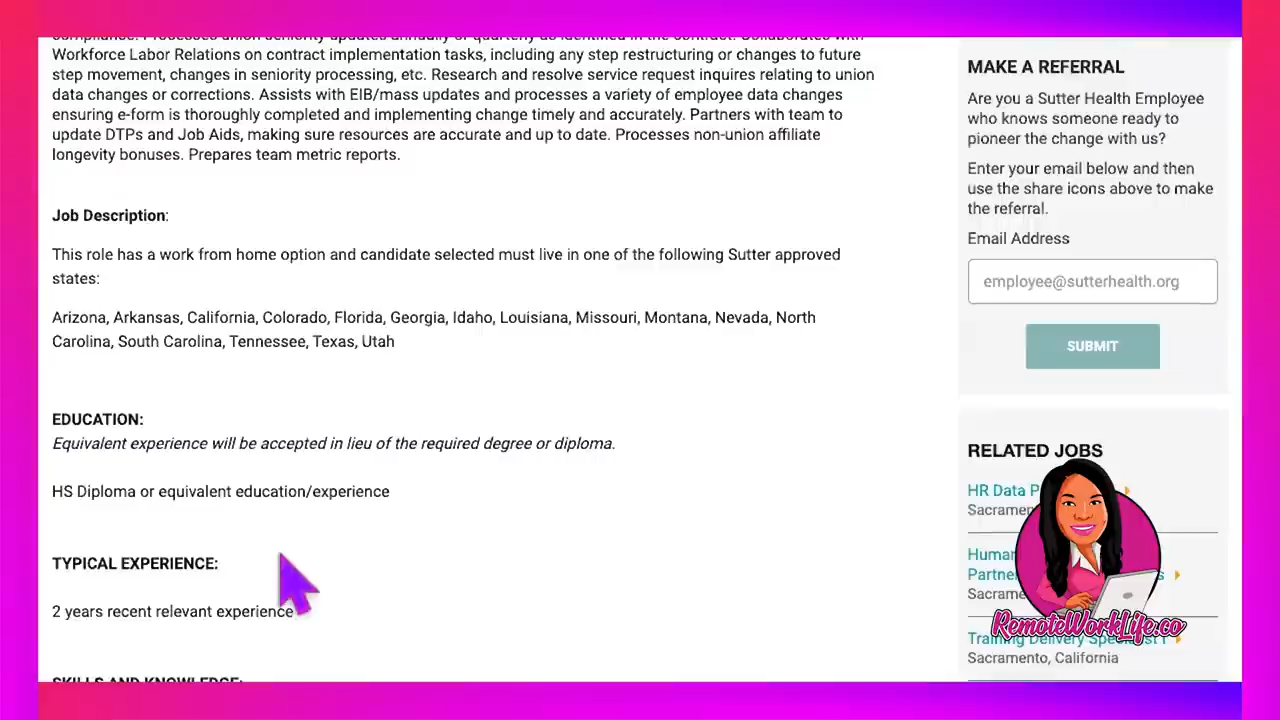 Workforce Labor Relations on contract implementation tasks, including any step restructuring or changes to future
step movement, changes in seniority processing, etc. Research and resolve service request inquires relating to union
data changes or corrections. Assists with EIB/mass updates and processes a variety of employee data changes
ensuring e-form is thoroughly completed and implementing change timely and accurately. Partners with team to
update DTPs and Job Aids, making sure resources are accurate and up to date. Processes non-union affiliate
longevity bonuses. Prepares team metric reports.
Job Description:
This role has a work from home option and candidate selected must live in one of the following Sutter approved
states:
Arizona, Arkansas, California, Colorado, Florida, Georgia, Idaho, Louisiana, Missouri, Montana, Nevada, North
Carolina, South Carolina, Tennessee, Texas, Utah
EDUCATION:
Equivalent experience will be accepted in lieu of the required degree or diploma.
HS Diploma or equivalent education/experience
TYPICAL EXPERIENCE:
2 years recent relevant experience
SKILLS AND KNOWLEDGE:
MAKE A REFERRAL
Are you a Sutter Health Employee
who knows someone ready to
pioneer the change with us?
Enter your email below and then
use the share icons above to make
the referral.
Email Address
employee@sutterhealth.org
SUBMIT
RELATED JOBS
HR Data
Sacramento, California
RemoteWorkLife.co